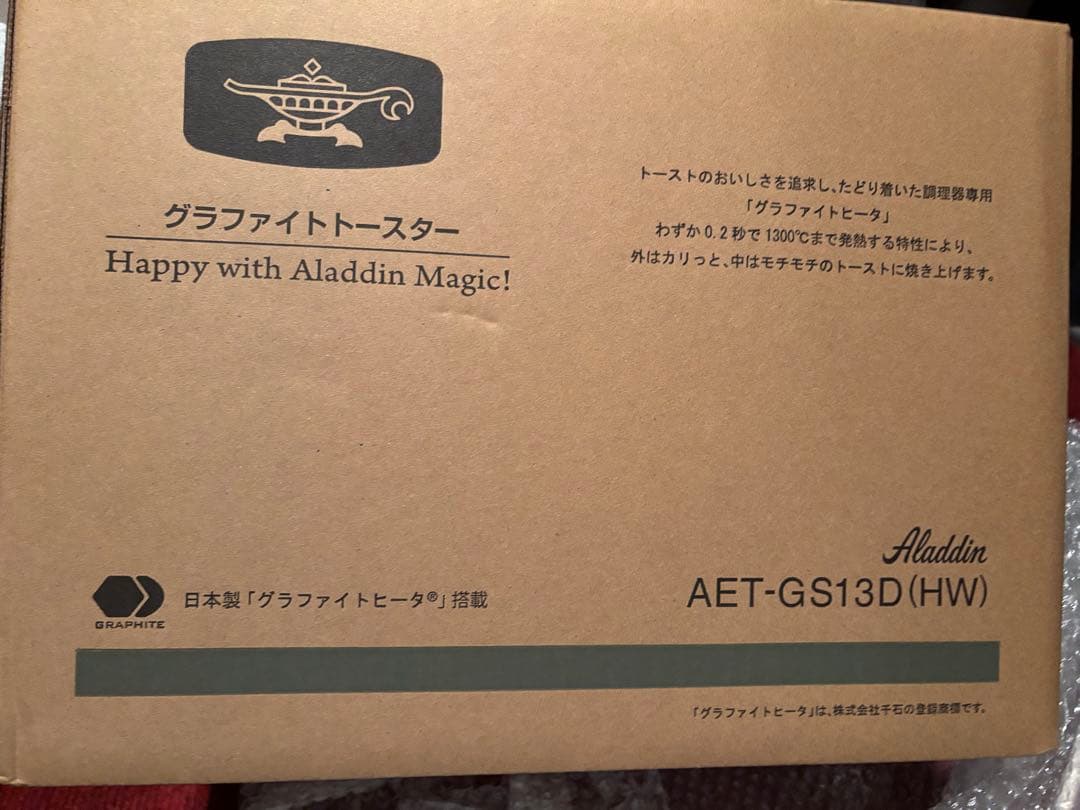 グラファイトトースター
Happy with Aladdin Magic!
トーストのおいしさを追求し、たどり着いた調理器専用
「グラファイトヒータ」
わずか0.2秒で1300℃まで発熱する特性により、
外はカリっと、中はモチモチのトーストに焼き上げます。
Aladdin
AET-GS13D(HW)
GRAPHITE
日本製「グラファイトヒータ®」搭載
「グラファイトヒータ」は、株式会社千石の登録商標です。